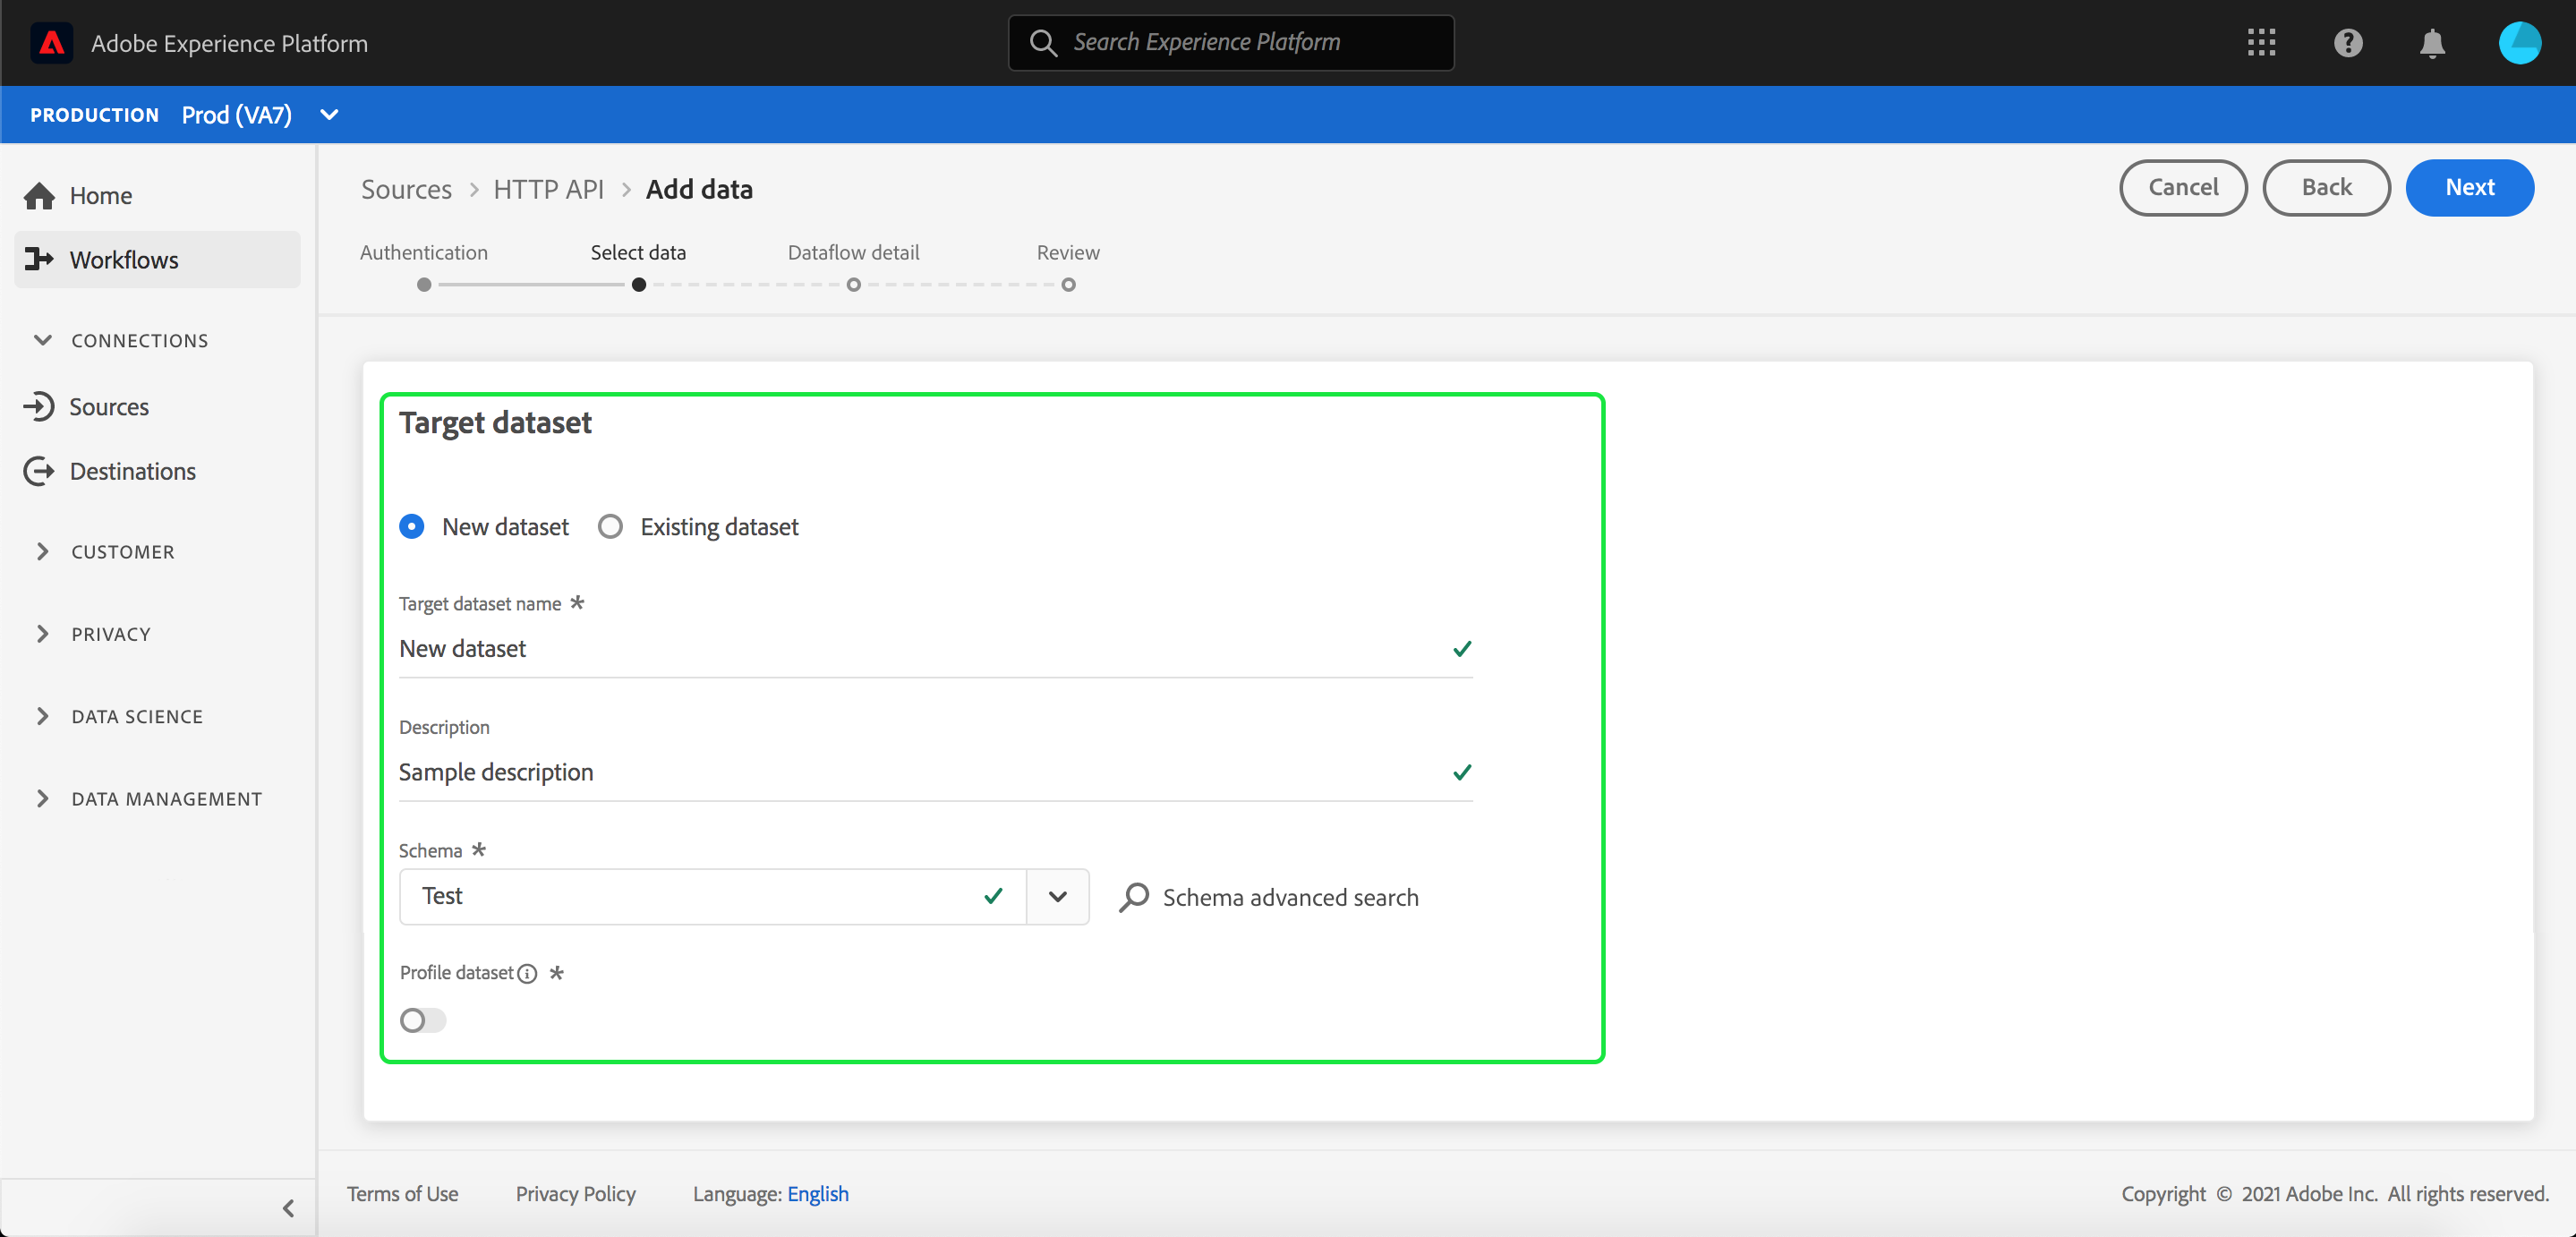 Adobe Experience Platform
Search Experience Platform
PRODUCTION Prod (VA7)
Home
Workflows
CONNECTIONS
Sources
Destinations
CUSTOMER
PRIVACY
DATA SCIENCE
DATA MANAGEMENT
Sources > HTTP API > Add data
Cancel
Back
Next
Authentication
Select data
Dataflow detail
Review
Target dataset
New dataset
Existing dataset
Target dataset name *
New dataset
Description
Sample description
Schema *
Test
Schema advanced search
Profile dataset *
Terms of Use
Privacy Policy
Language: English
Copyright © 2021 Adobe Inc. All rights reserved.